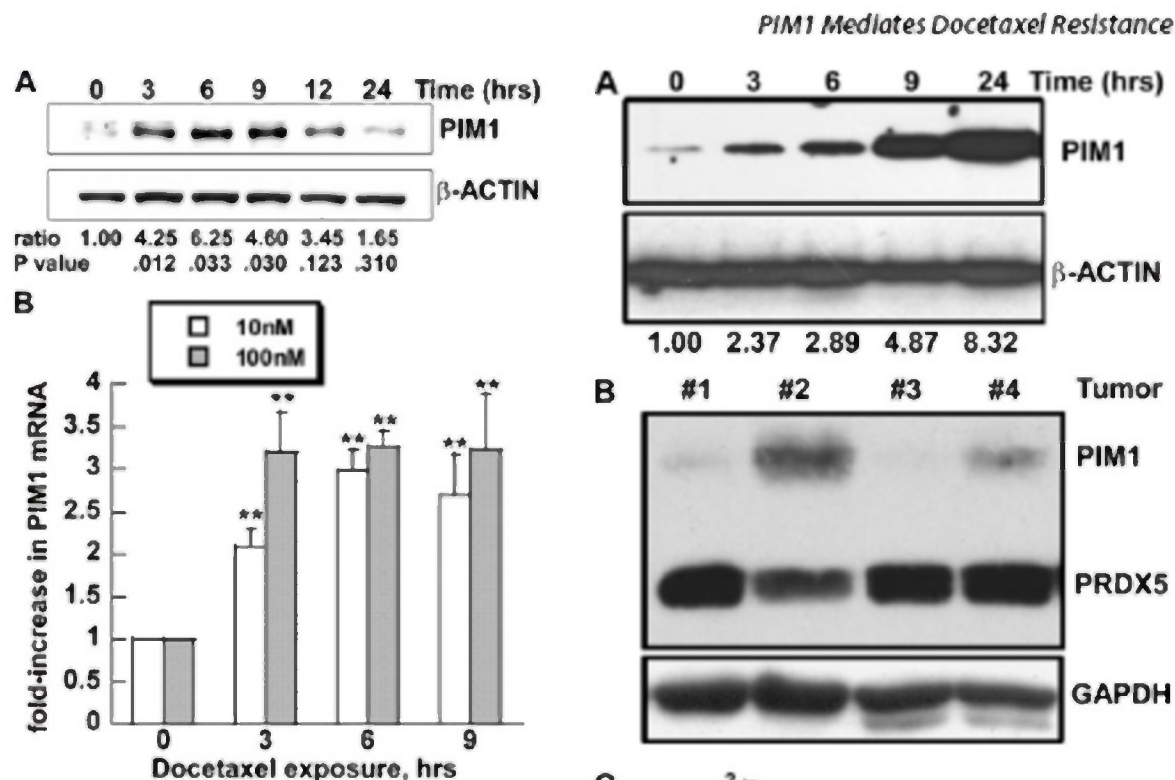 PIM1 Mediates Docetaxel Resistance
A 0 3 6 9 12 24 Time (hrs)
PIM1
β-ACTIN
ratio 1.00 4.25 6.25 4.60 3.45 1.65
P value .012 .033 .030 .123 .310
B
10nM
100nM
fold-increase in PIM1 mRNA
4
3.5
3
2.5
2
1.5
1
0.5
0
** ** ** ** ** **
0 3 6 9
Docetaxel exposure, hrs
A 0 3 6 9 24 Time (hrs)
PIM1
β-ACTIN
1.00 2.37 2.89 4.87 8.32
B #1 #2 #3 #4 Tumor
PIM1
PRDX5
GAPDH